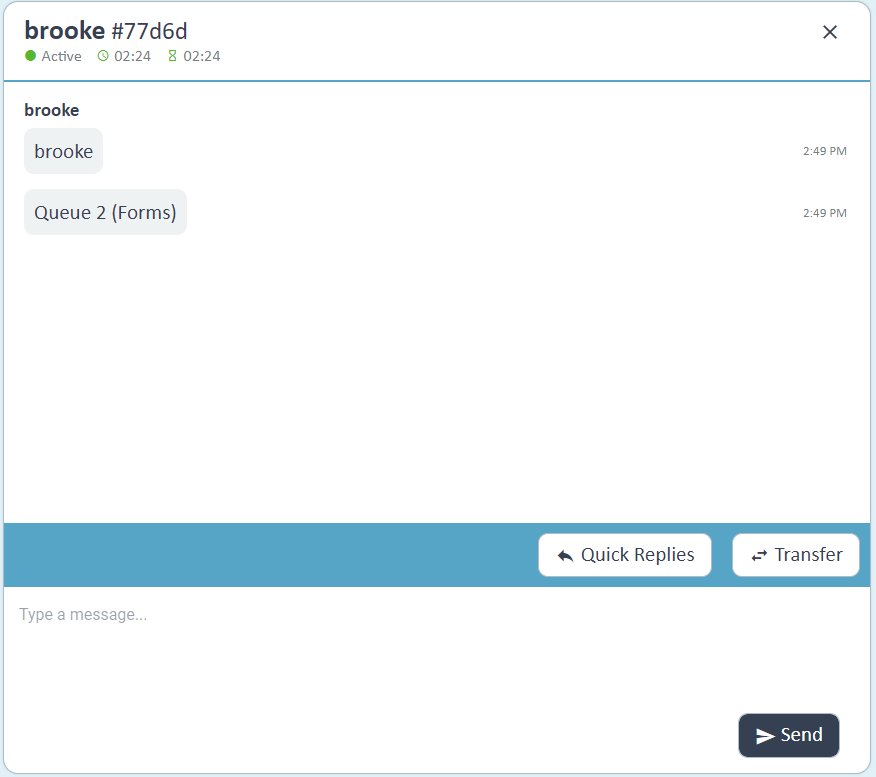 brooke #77d6d
Active 02:24 02:24
brooke
brooke 2:49 PM
Queue 2 (Forms) 2:49 PM
Quick Replies Transfer
Type a message...
Send